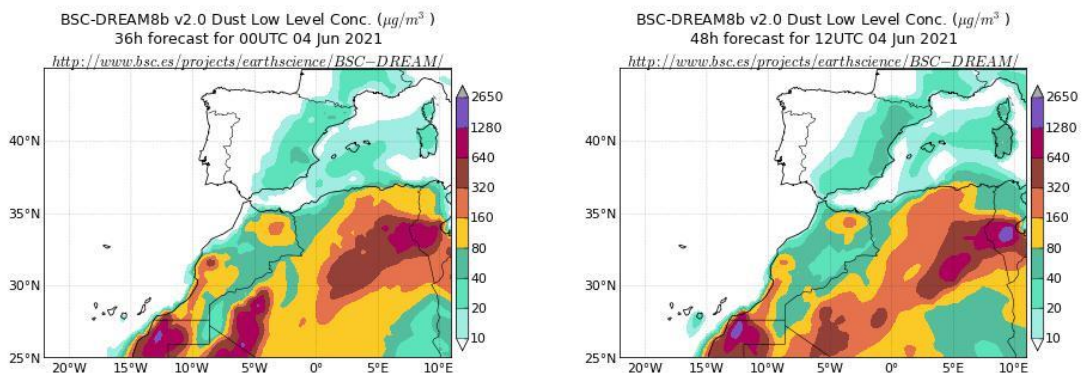 BSC-DREAM8b v2.0 Dust Low Level Conc. (μg/m³ )
36h forecast for 00UTC 04 Jun 2021
http://www.bsc.es/projects/earthscience/BSC−DREAM/
40°N
35°N
30°N
25°N
20°W
15°W
10°W
5°W
0°
5°E
10°E
2650
1280
640
320
160
80
40
20
10
BSC-DREAM8b v2.0 Dust Low Level Conc. (μg/m³ )
48h forecast for 12UTC 04 Jun 2021
http://www.bsc.es/projects/earthscience/BSC−DREAM/
40°N
35°N
30°N
25°N
20°W
15°W
10°W
5°W
0°
5°E
10°E
2650
1280
640
320
160
80
40
20
10